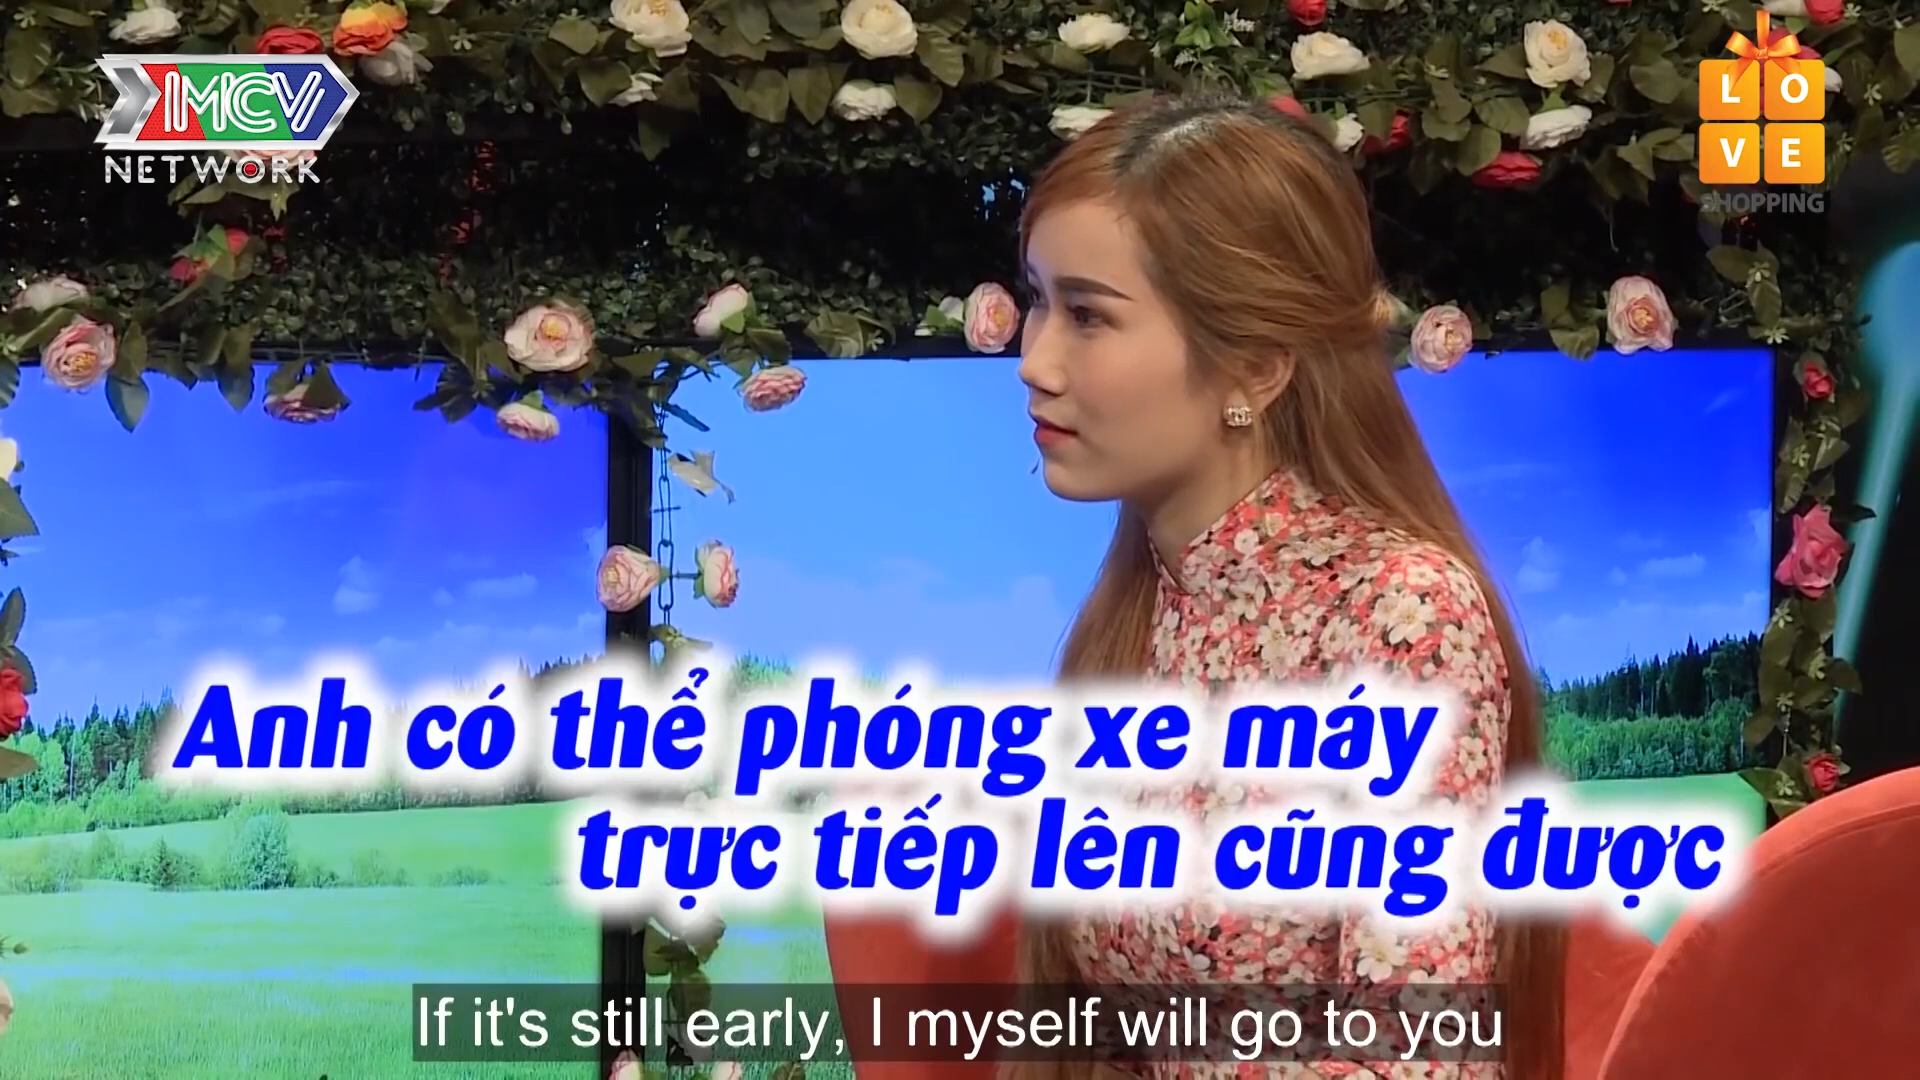 MCV
NETWORK
L O
V E
SHOPPING
Anh có thể phóng xe máy
trực tiếp lên cũng được
If it's still early, I myself will go to you